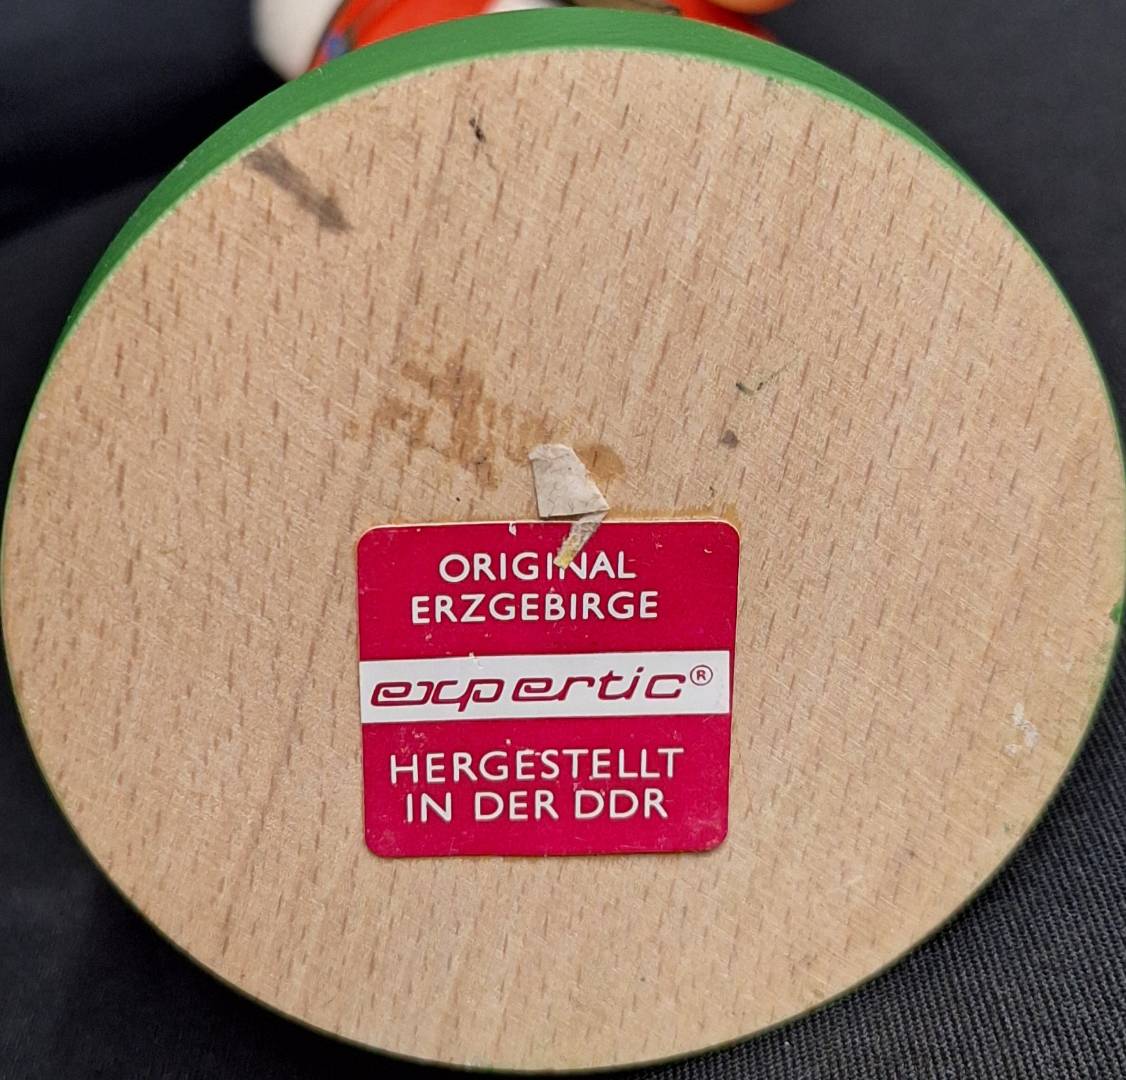 ORIGINAL
ERZGEBIRGE
expertic®
HERGESTELLT
IN DER DDR